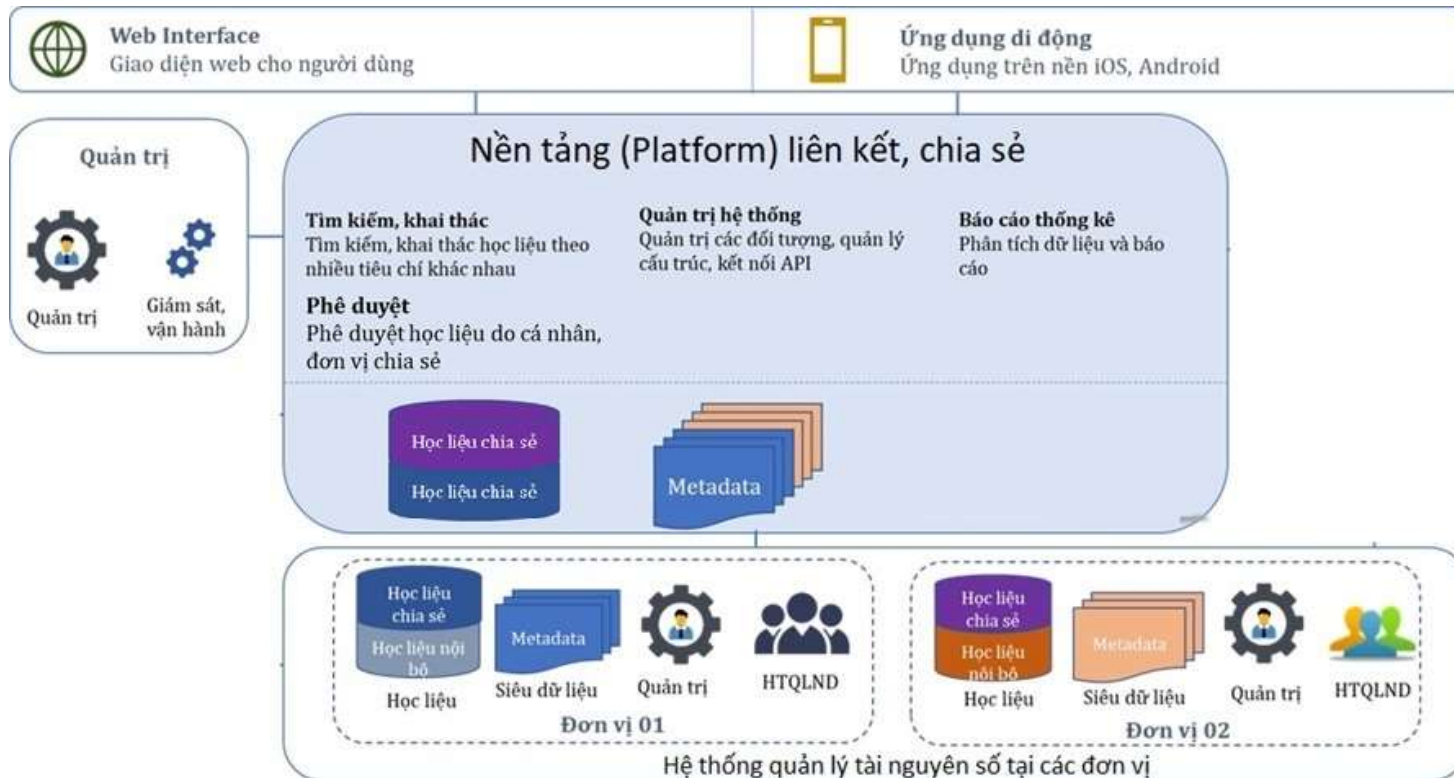 Web Interface
Giao diện web cho người dùng
Ứng dụng di động
Ứng dụng trên nền iOS, Android
Quản trị
Quản trị
Giám sát,
vận hành
Nền tảng (Platform) liên kết, chia sẻ
Tìm kiếm, khai thác
Tìm kiếm, khai thác học liệu theo
nhiều tiêu chí khác nhau
Quản trị hệ thống
Quản trị các đối tượng, quản lý
cấu trúc, kết nối API
Báo cáo thống kê
Phân tích dữ liệu và báo
cáo
Phê duyệt
Phê duyệt học liệu do cá nhân,
đơn vị chia sẻ
Học liệu chia sẻ
Học liệu chia sẻ
Metadata
Học liệu
chia sẻ
Học liệu nội
bộ
Học liệu
Metadata
Siêu dữ liệu
Quản trị
HTQLND
Đơn vị 01
Học liệu
chia sẻ
Học liệu
nội bộ
Học liệu
Metadata
Siêu dữ liệu
Quản trị
HTQLND
Đơn vị 02
Hệ thống quản lý tài nguyên số tại các đơn vị